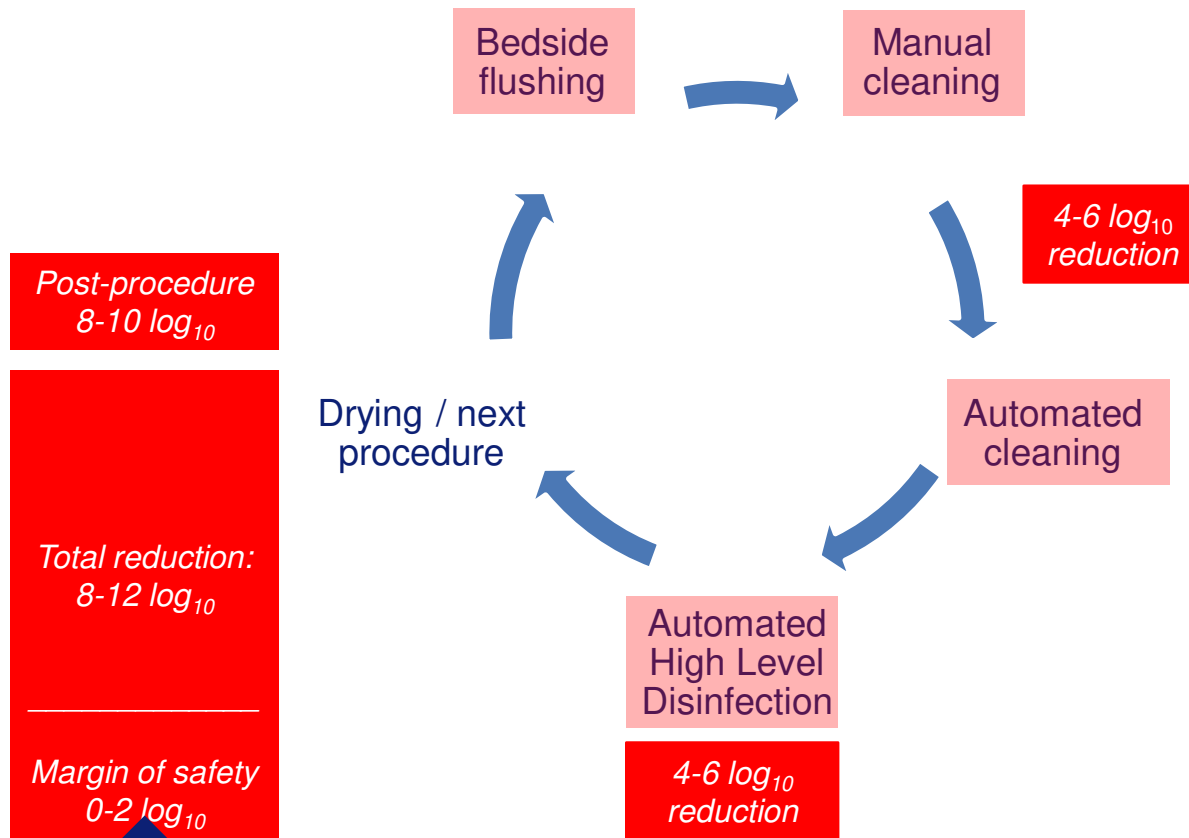 Bedside
flushing
Manual
cleaning
4-6 log₁₀
reduction
Post-procedure
8-10 log₁₀
Drying / next
procedure
Automated
cleaning
Total reduction:
8-12 log₁₀
Automated
High Level
Disinfection
Margin of safety
0-2 log₁₀
4-6 log₁₀
reduction